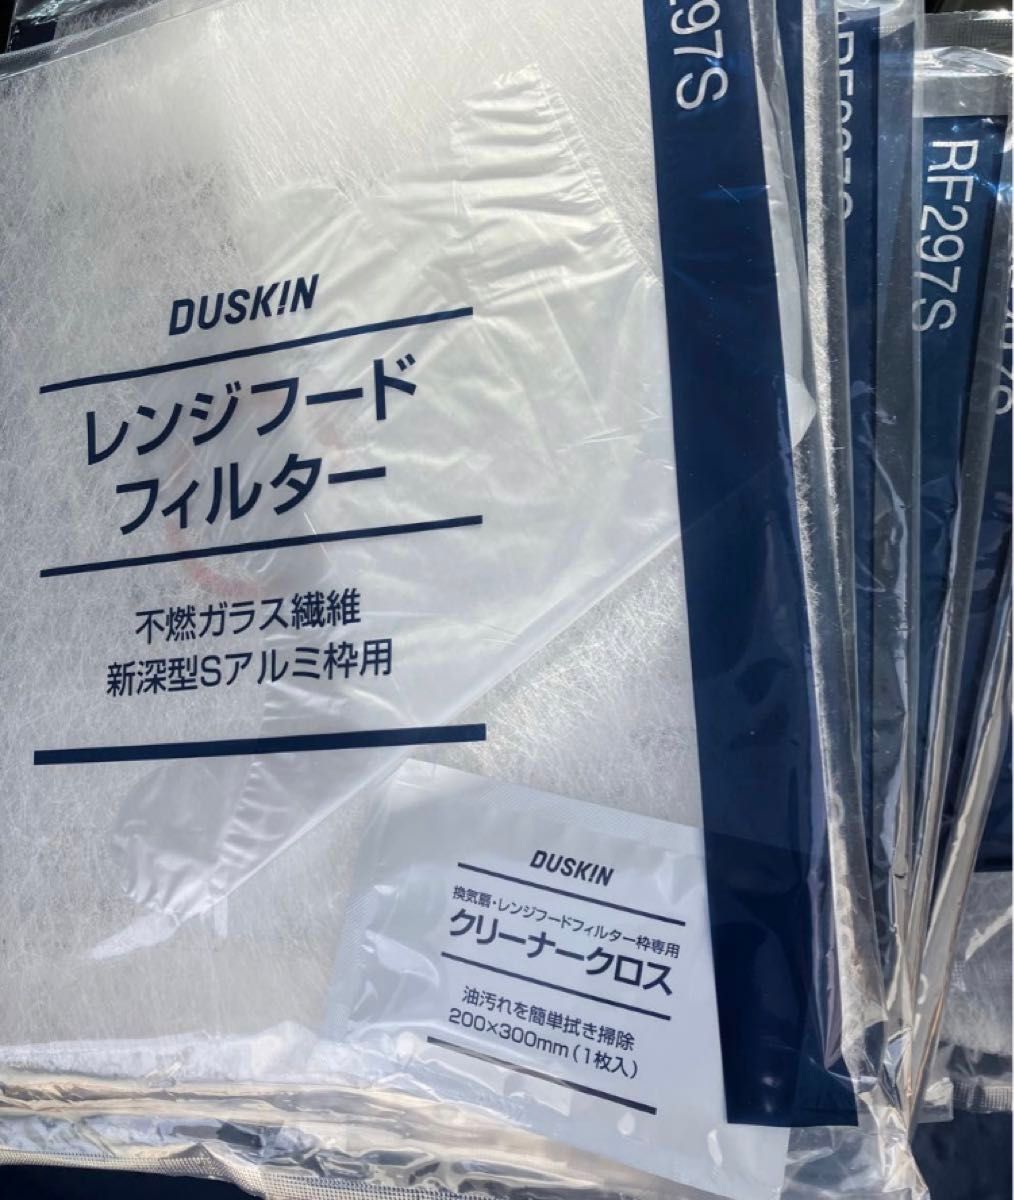 DUSKIN
レンジフード
フィルター
不燃ガラス繊維
新深型Sアルミ枠用
DUSKIN
換気扇・レンジフードフィルター枠専用
クリーナークロス
油汚れを簡単拭き掃除
200×300mm(1枚入)
297S
RF297S